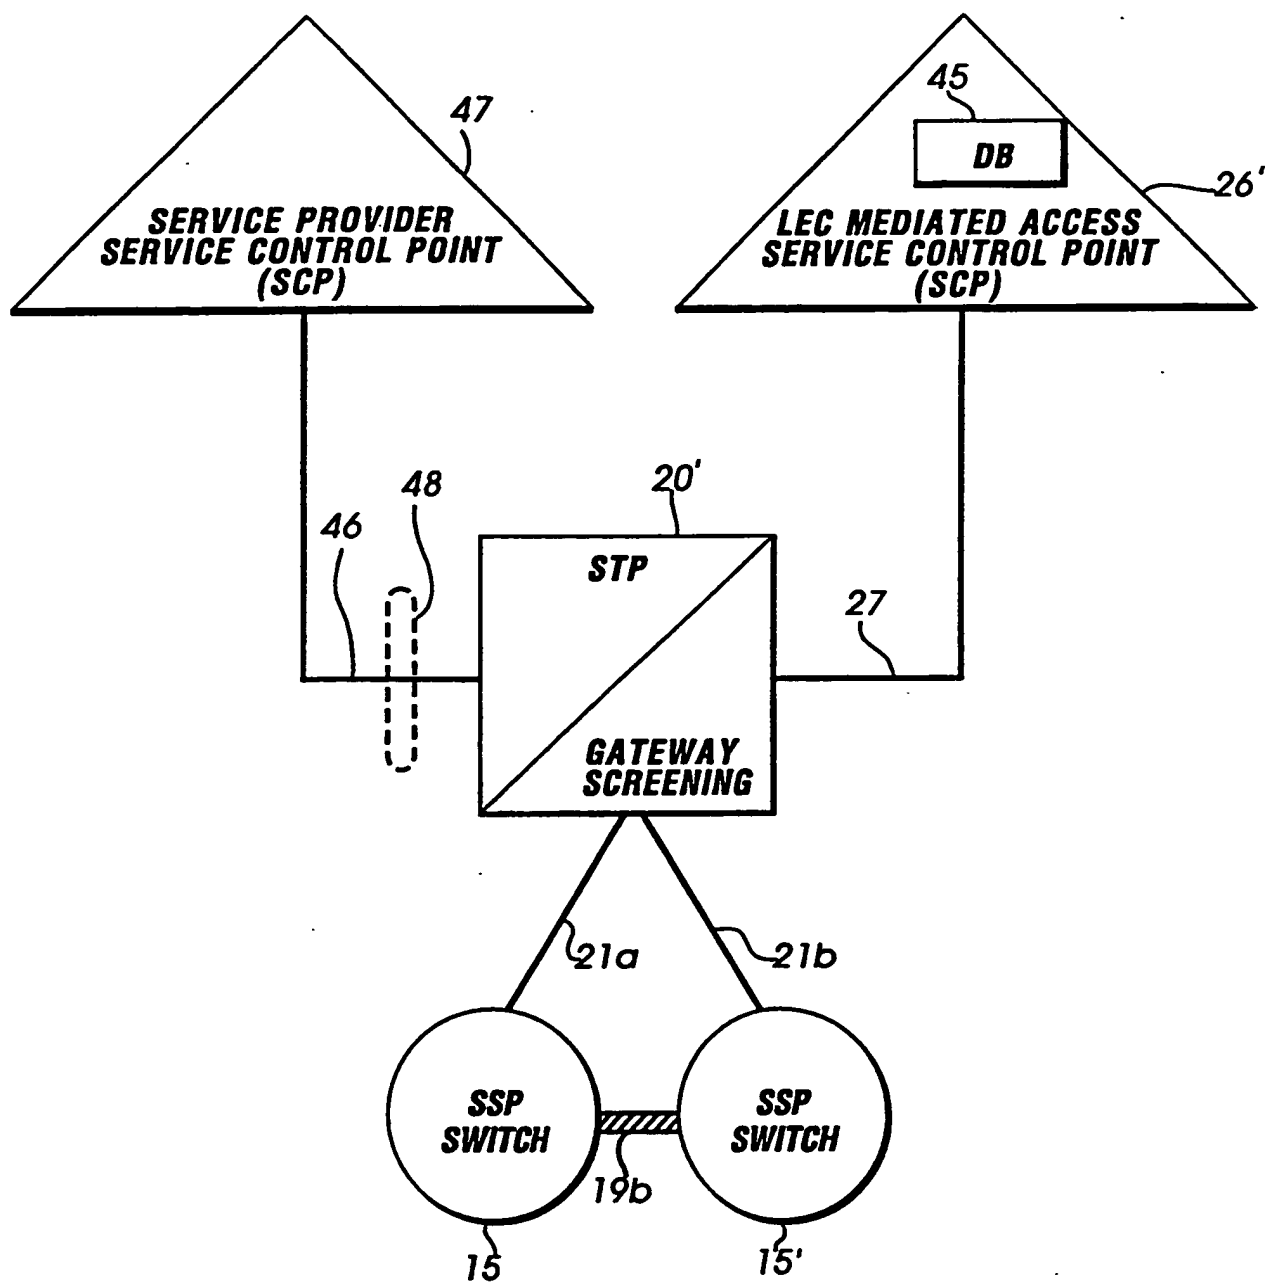 47
SERVICE PROVIDER
SERVICE CONTROL POINT
(SCP)
45
DB
26'
LEC MEDIATED ACCESS
SERVICE CONTROL POINT
(SCP)
48
46
20'
STP
27
GATEWAY
SCREENING
21a
21b
SSP
SWITCH
SSP
SWITCH
19b
15
15'